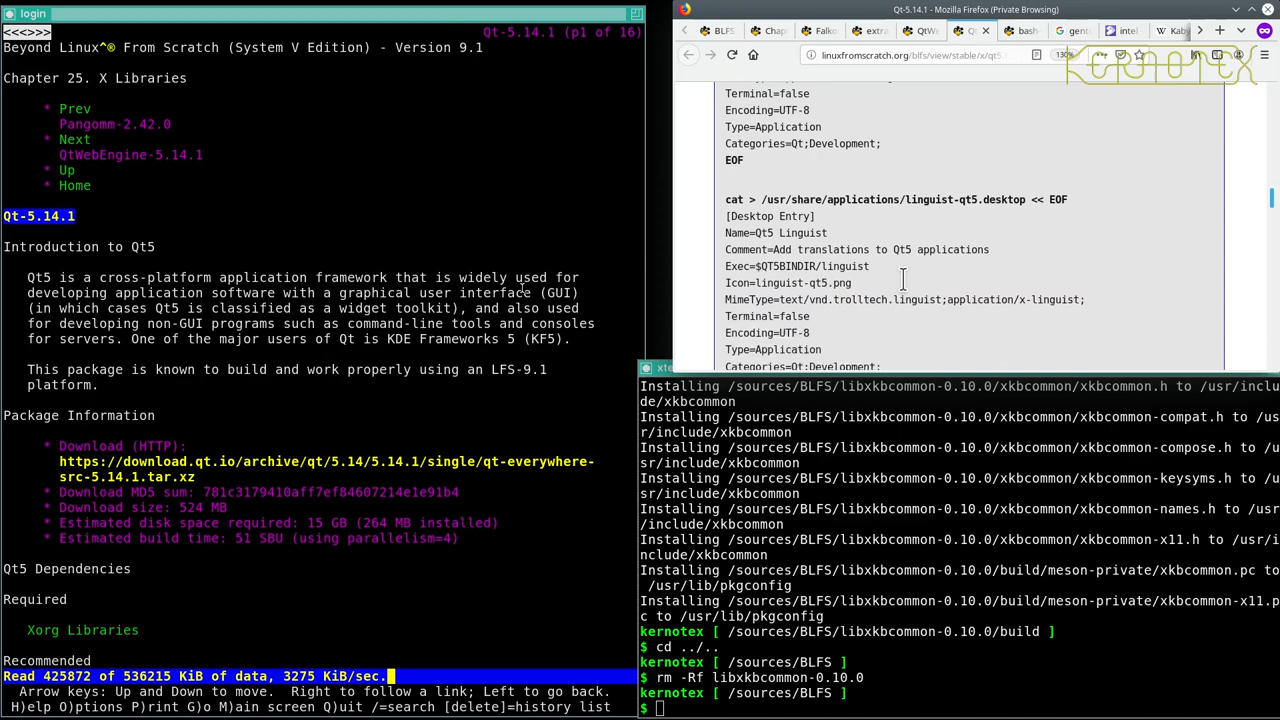 login
<<<>>>
Qt-5.14.1 (p1 of 16)
Beyond Linux^® From Scratch (System V Edition) - Version 9.1
Chapter 25. X Libraries
* Prev
Pangomm-2.42.0
* Next
QtWebEngine-5.14.1
* Up
* Home
Qt-5.14.1
Introduction to Qt5
Qt5 is a cross-platform application framework that is widely used for
developing application software with a graphical user interface (GUI)
(in which cases Qt5 is classified as a widget toolkit), and also used
for developing non-GUI programs such as command-line tools and consoles
for servers. One of the major users of Qt is KDE Frameworks 5 (KF5).
This package is known to build and work properly using an LFS-9.1
platform.
Package Information
* Download (HTTP):
https://download.qt.io/archive/qt/5.14/5.14.1/single/qt-everywhere-
src-5.14.1.tar.xz
* Download MD5 sum: 781c3179410aff7ef84607214e1e91b4
* Download size: 524 MB
* Estimated disk space required: 15 GB (264 MB installed)
* Estimated build time: 51 SBU (using parallelism=4)
Qt5 Dependencies
Required
Xorg Libraries
Recommended
Read 425872 of 536215 KiB of data, 3275 KiB/sec.
Arrow keys: Up and Down to move. Right to follow a link; Left to go back.
H)elp O)ptions P)rint G)o M)ain screen Q)uit /=search [delete]=history list
Qt-5.14.1 - Mozilla Firefox (Private Browsing)
BLFS
Chap
Falko
extra
QtWe
Q
bash-
gent
intel
Kaby
linuxfromscratch.org/blfs/view/stable/x/qt5.
130%
KERNOTEX
Terminal=false
Encoding=UTF-8
Type=Application
Categories=Qt;Development;
EOF
cat > /usr/share/applications/linguist-qt5.desktop << EOF
[Desktop Entry]
Name=Qt5 Linguist
Comment=Add translations to Qt5 applications
Exec=$QT5BINDIR/linguist
Icon=linguist-qt5.png
MimeType=text/vnd.trolltech.linguist;application/x-linguist;
Terminal=false
Encoding=UTF-8
Type=Application
Categories=Qt;Development;
xte
Installing /sources/BLFS/libxkbcommon-0.10.0/xkbcommon/xkbcommon.h to /usr/inclu
de/xkbcommon
Installing /sources/BLFS/libxkbcommon-0.10.0/xkbcommon/xkbcommon-compat.h to /us
r/include/xkbcommon
Installing /sources/BLFS/libxkbcommon-0.10.0/xkbcommon/xkbcommon-compose.h to /u
sr/include/xkbcommon
Installing /sources/BLFS/libxkbcommon-0.10.0/xkbcommon/xkbcommon-keysyms.h to /u
sr/include/xkbcommon
Installing /sources/BLFS/libxkbcommon-0.10.0/xkbcommon/xkbcommon-names.h to /usr
/include/xkbcommon
Installing /sources/BLFS/libxkbcommon-0.10.0/xkbcommon/xkbcommon-x11.h to /usr/i
nclude/xkbcommon
Installing /sources/BLFS/libxkbcommon-0.10.0/build/meson-private/xkbcommon.pc to
/usr/lib/pkgconfig
Installing /sources/BLFS/libxkbcommon-0.10.0/build/meson-private/xkbcommon-x11.p
c to /usr/lib/pkgconfig
kernotex [ /sources/BLFS/libxkbcommon-0.10.0/build ]
$ cd ../..
kernotex [ /sources/BLFS ]
$ rm -Rf libxkbcommon-0.10.0
kernotex [ /sources/BLFS ]
$